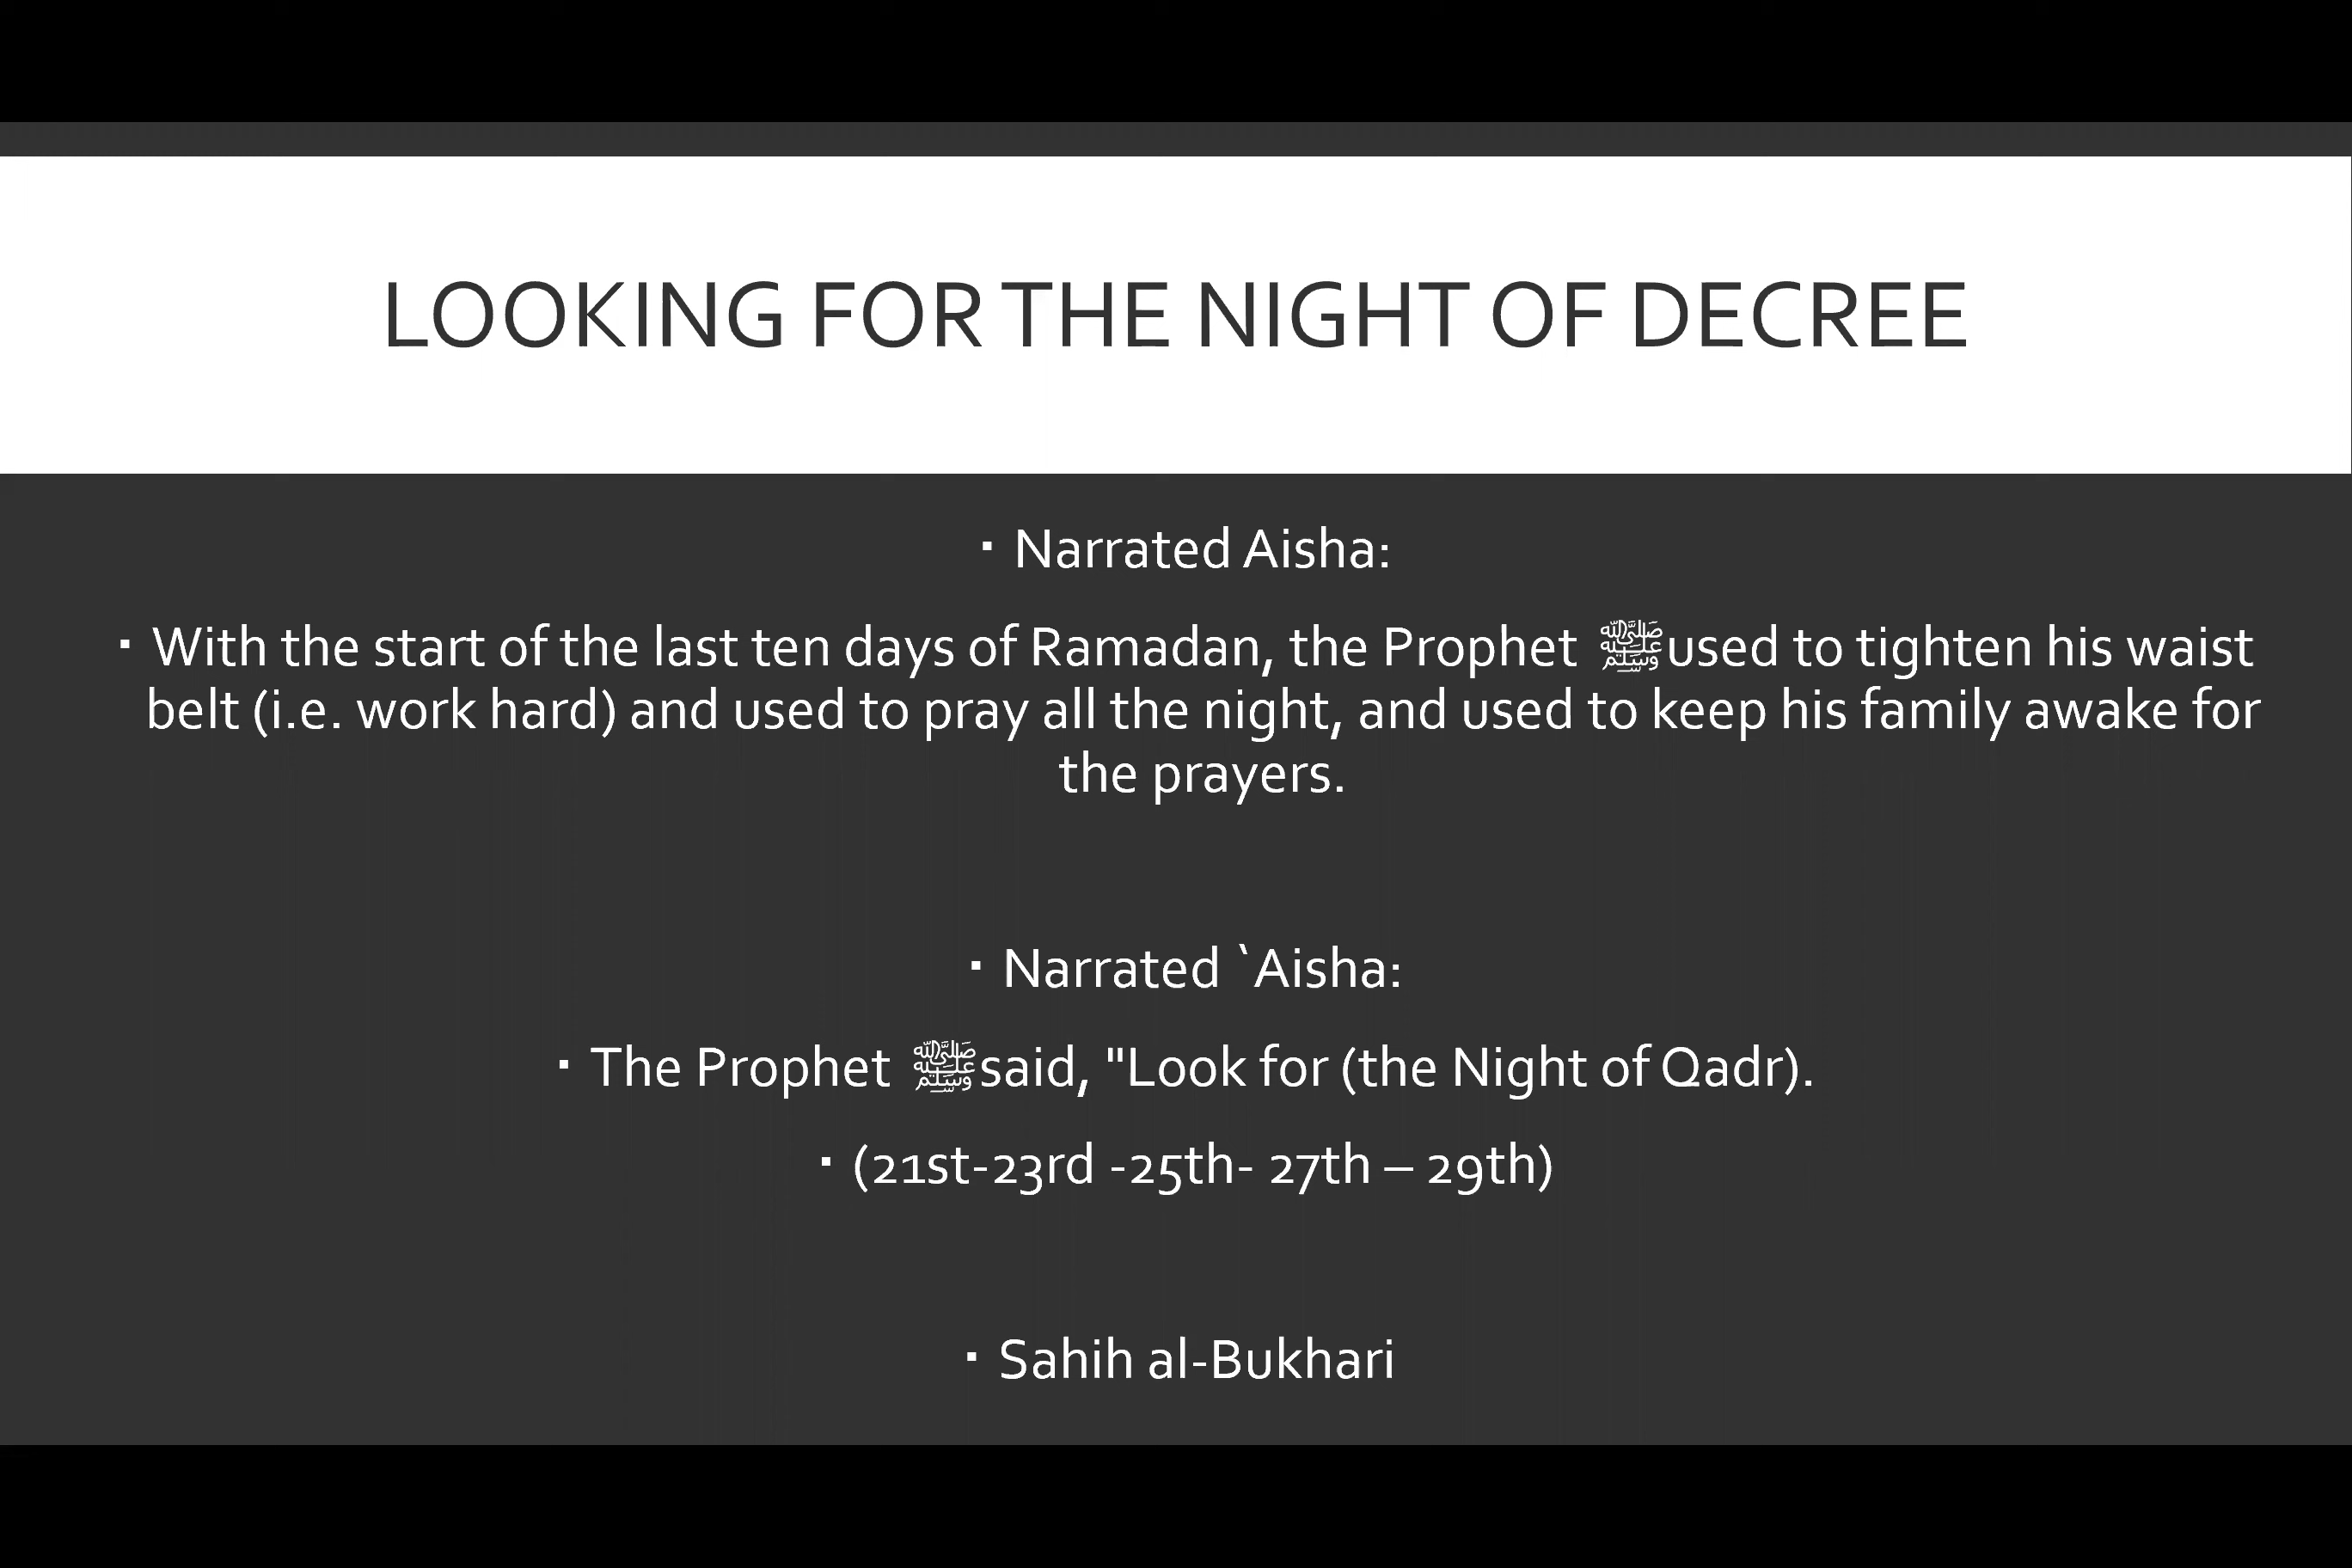 LOOKING FOR THE NIGHT OF DECREE
▪ Narrated Aisha:
▪ With the start of the last ten days of Ramadan, the Prophet ﷺused to tighten his waist
belt (i.e. work hard) and used to pray all the night, and used to keep his family awake for
the prayers.
▪ Narrated `Aisha:
▪ The Prophet ﷺsaid, "Look for (the Night of Qadr).
▪ (21st-23rd -25th- 27th – 29th)
▪ Sahih al-Bukhari